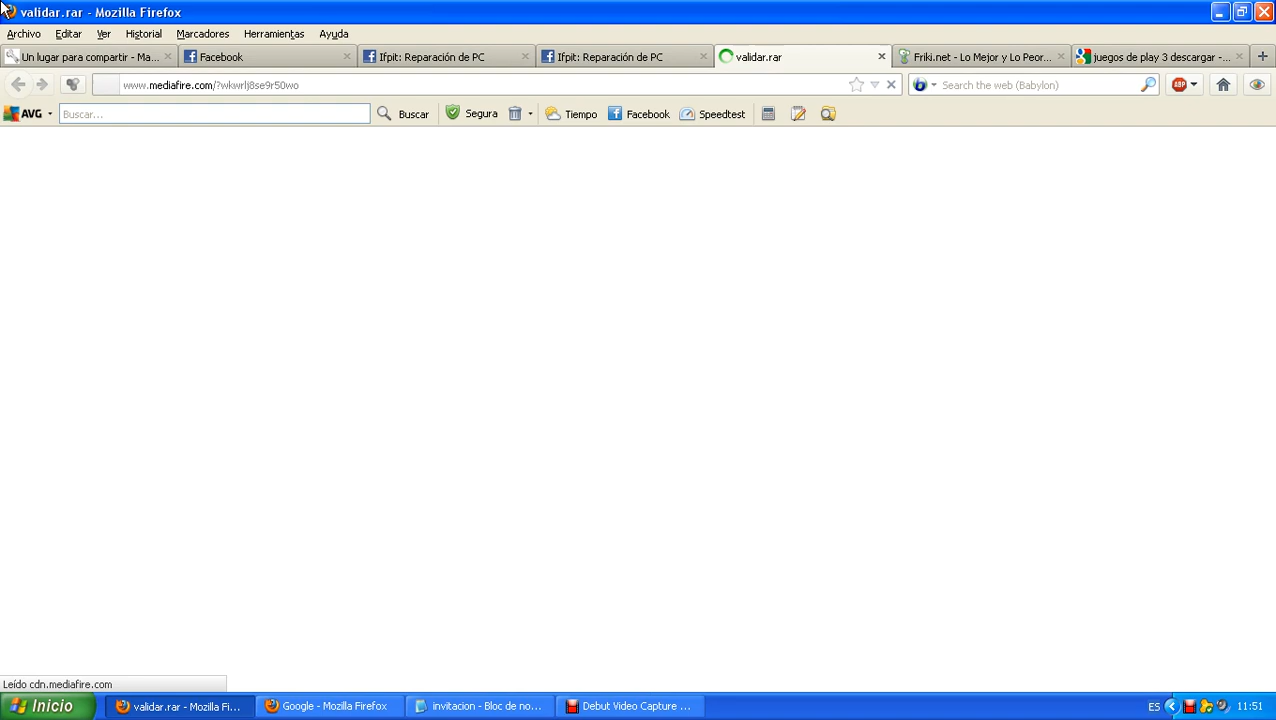 validar.rar - Mozilla Firefox
Archivo Editar Ver Historial Marcadores Herramientas Ayuda
Un lugar para compartir - Ma... Facebook Ifpit: Reparación de PC Ifpit: Reparación de PC validar.rar Friki.net - Lo Mejor y Lo Peor... juegos de play 3 descargar - ...
www.mediafire.com/?wkwrlj8se9r50wo Search the web (Babylon) ABP
AVG Buscar... Buscar Segura Tiempo Facebook Speedtest
Leído cdn.mediafire.com
Inicio validar.rar - Mozilla Fi... Google - Mozilla Firefox invitacion - Bloc de no... Debut Video Capture ... ES 11:51